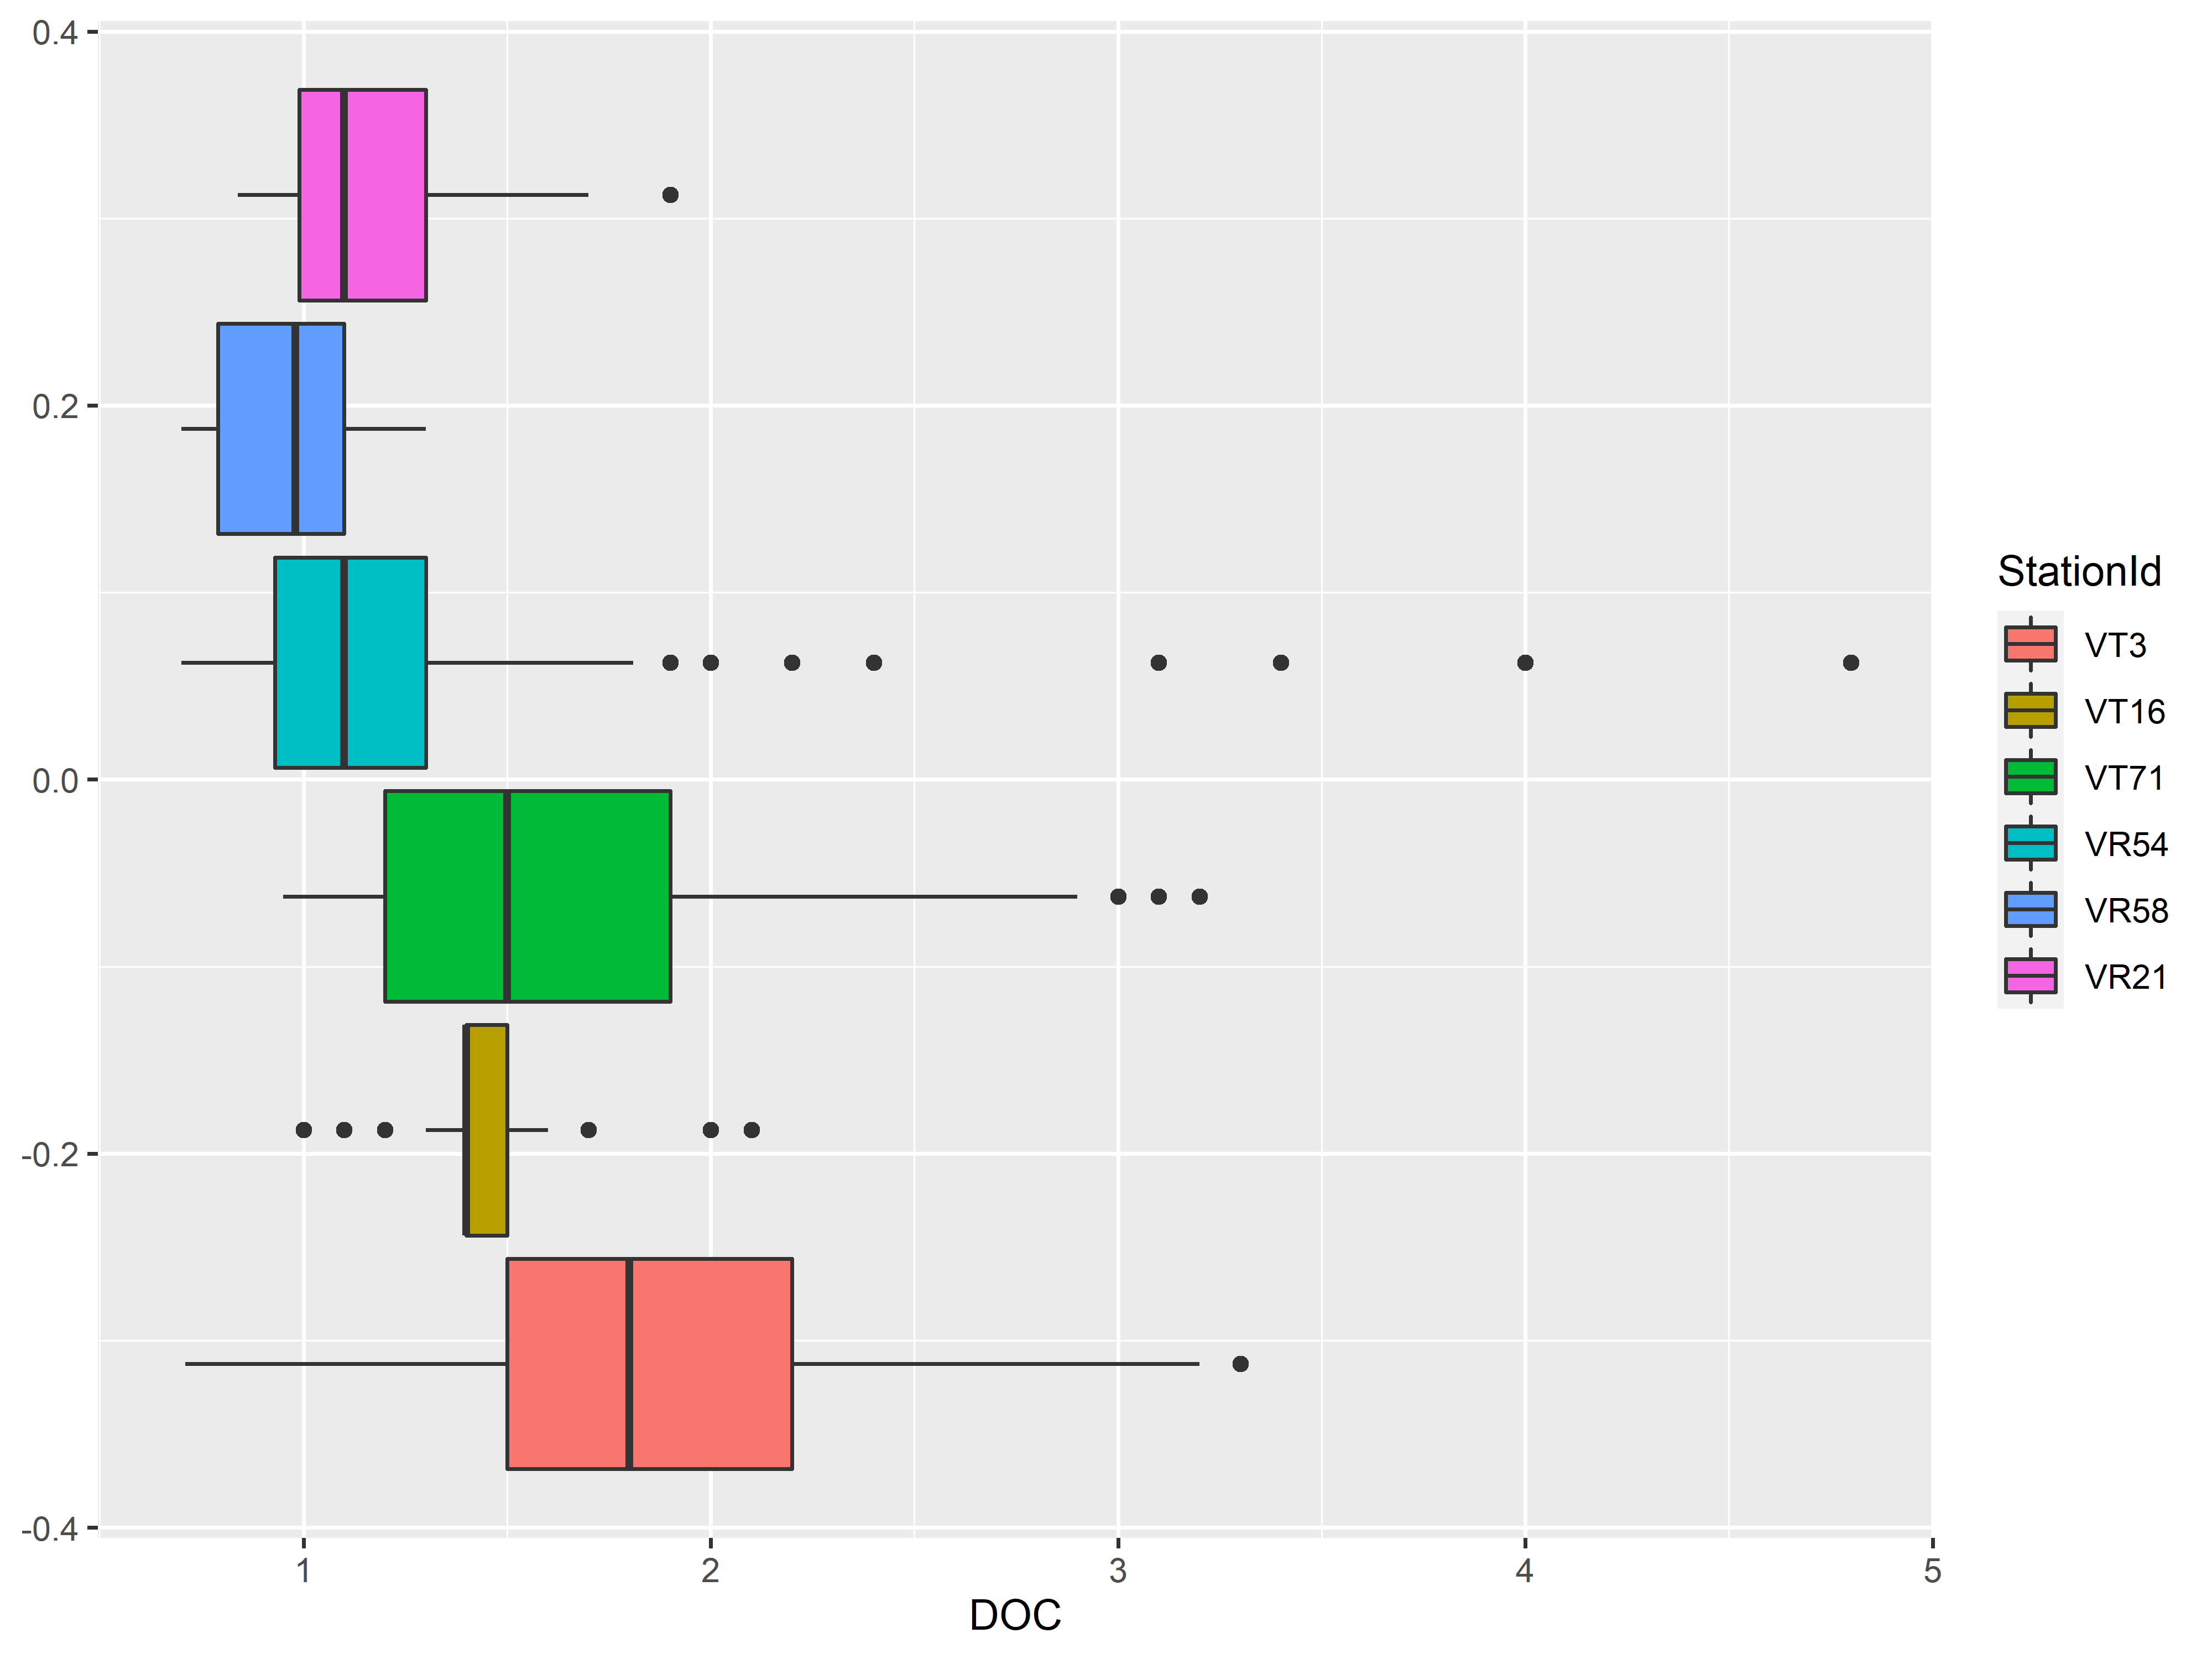 0.4
0.2
0.0
-0.2
-0.4
1 2 3 4 5
DOC
StationId
VT3
VT16
VT71
VR54
VR58
VR21